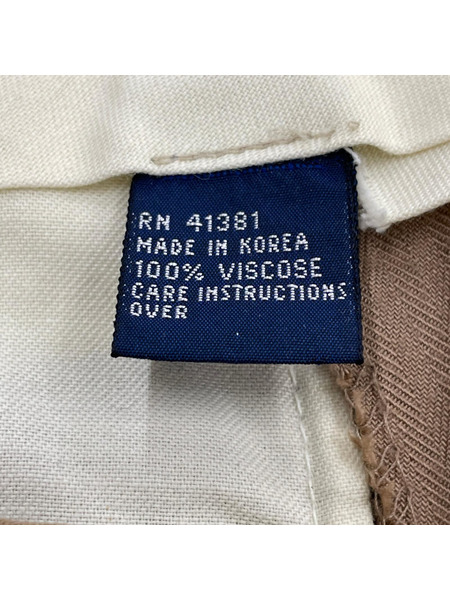 RN 41381
MADE IN KOREA
100% VISCOSE
CARE INSTRUCTIONS
OVER